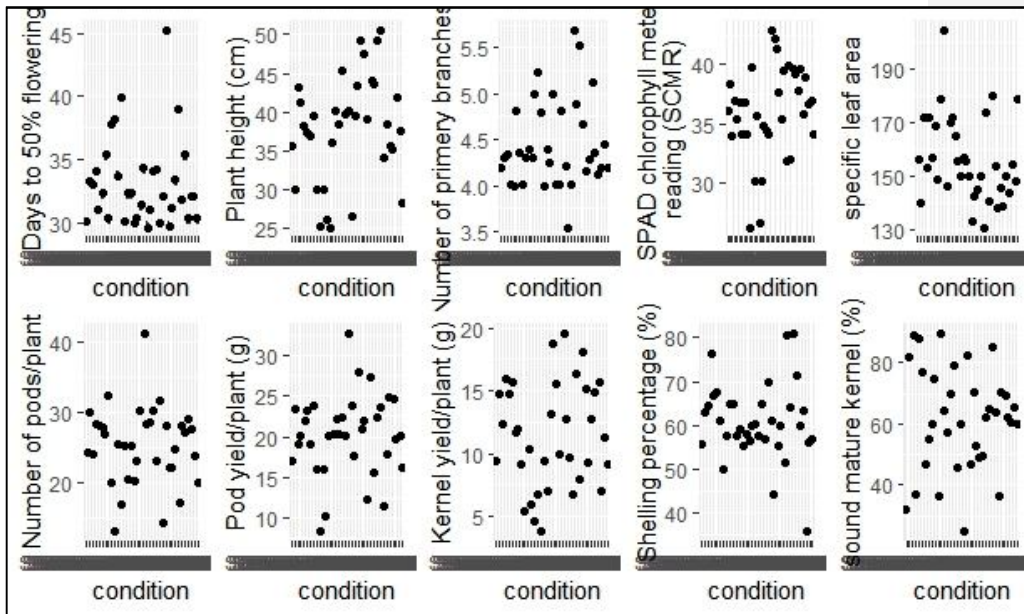 Days to 50% flowering
45
40
35
30
condition
Plant height (cm)
50
45
40
35
30
25
condition
Number of primery branches
5.5
5.0
4.5
4.0
3.5
condition
SPAD chlorophyll mete
reading (SCMR)
40
35
30
condition
specific leaf area
190
170
150
130
condition
Number of pods/plant
40
30
20
condition
Pod yield/plant (g)
30
25
20
15
10
condition
Kernel yield/plant (g)
20
15
10
5
condition
Shelling percentage (%)
80
70
60
50
40
condition
sound mature kernel (%)
80
60
40
condition